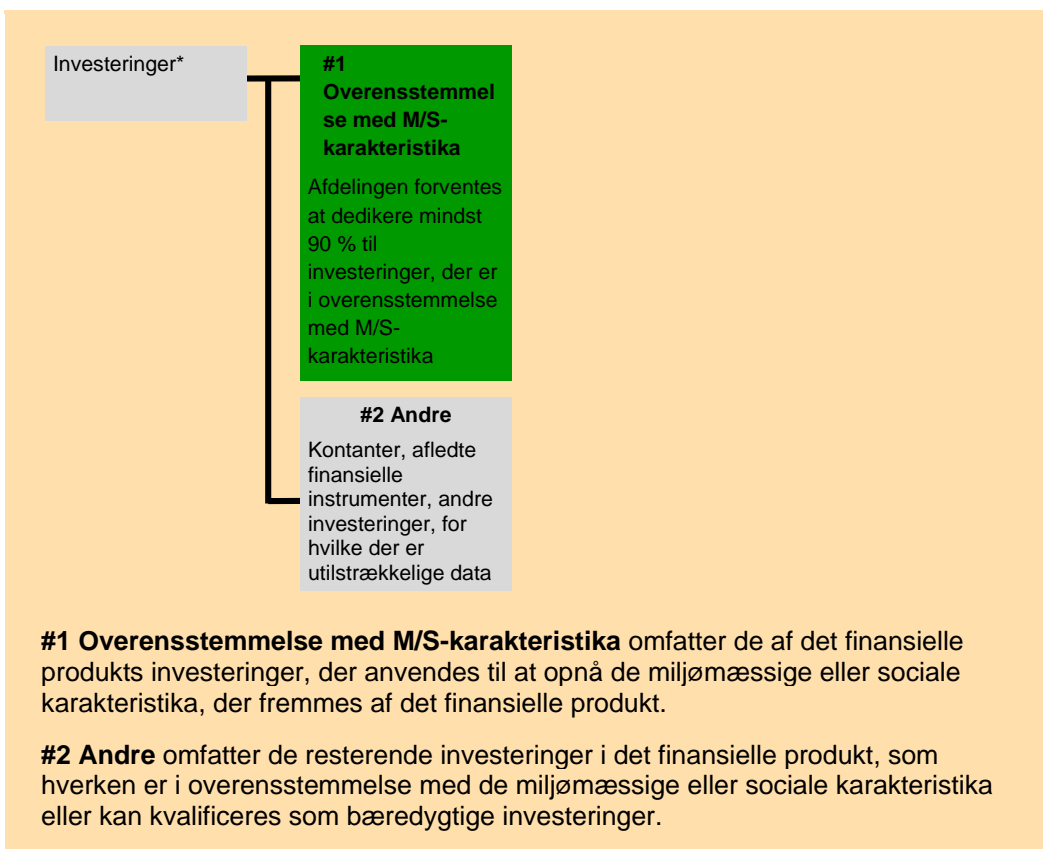 Investeringer*
#1
Overensstemmel
se med M/S-
karakteristika
Afdelingen forventes
at dedikere mindst
90 % til
investeringer, der er
i overensstemmelse
med M/S-
karakteristika
#2 Andre
Kontanter, afledte
finansielle
instrumenter, andre
investeringer, for
hvilke der er
utilstrækkelige data
#1 Overensstemmelse med M/S-karakteristika omfatter de af det finansielle
produkts investeringer, der anvendes til at opnå de miljømæssige eller sociale
karakteristika, der fremmes af det finansielle produkt.
#2 Andre omfatter de resterende investeringer i det finansielle produkt, som
hverken er i overensstemmelse med de miljømæssige eller sociale karakteristika
eller kan kvalificeres som bæredygtige investeringer.